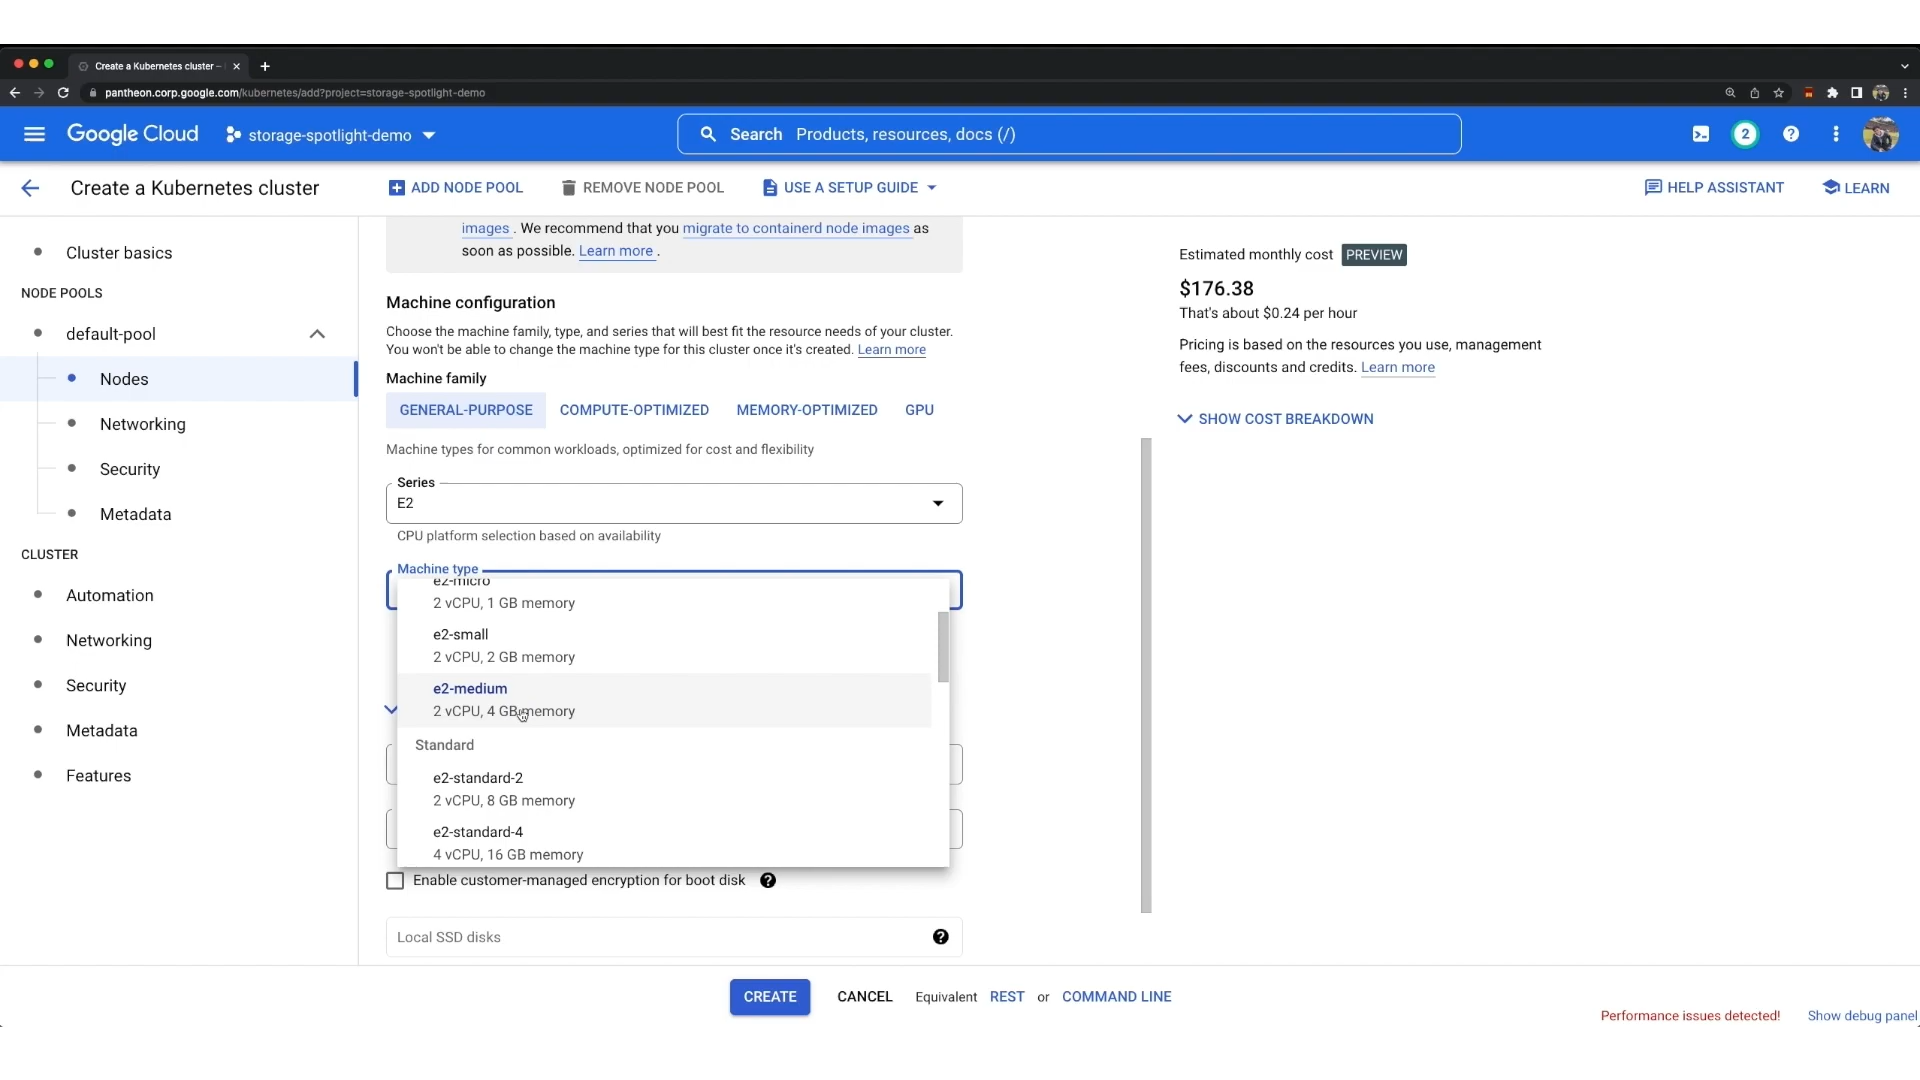 Create a Kubernetes cluster –
pantheon.corp.google.com/kubernetes/add?project=storage-spotlight-demo
Google Cloud
storage-spotlight-demo
Search Products, resources, docs (/)
2
Create a Kubernetes cluster
ADD NODE POOL
REMOVE NODE POOL
USE A SETUP GUIDE
HELP ASSISTANT
LEARN
Cluster basics
NODE POOLS
default-pool
Nodes
Networking
Security
Metadata
CLUSTER
Automation
Networking
Security
Metadata
Features
images . We recommend that you migrate to containerd node images as
soon as possible. Learn more .
Machine configuration
Choose the machine family, type, and series that will best fit the resource needs of your cluster.
You won't be able to change the machine type for this cluster once it's created. Learn more
Machine family
GENERAL-PURPOSE
COMPUTE-OPTIMIZED
MEMORY-OPTIMIZED
GPU
Machine types for common workloads, optimized for cost and flexibility
Series
E2
CPU platform selection based on availability
Machine type
e2-micro
2 vCPU, 1 GB memory
e2-small
2 vCPU, 2 GB memory
e2-medium
2 vCPU, 4 GB memory
Standard
e2-standard-2
2 vCPU, 8 GB memory
e2-standard-4
4 vCPU, 16 GB memory
Enable customer-managed encryption for boot disk
Local SSD disks
Estimated monthly cost PREVIEW
$176.38
That's about $0.24 per hour
Pricing is based on the resources you use, management
fees, discounts and credits. Learn more
SHOW COST BREAKDOWN
CREATE
CANCEL
Equivalent REST or COMMAND LINE
Performance issues detected!
Show debug panel